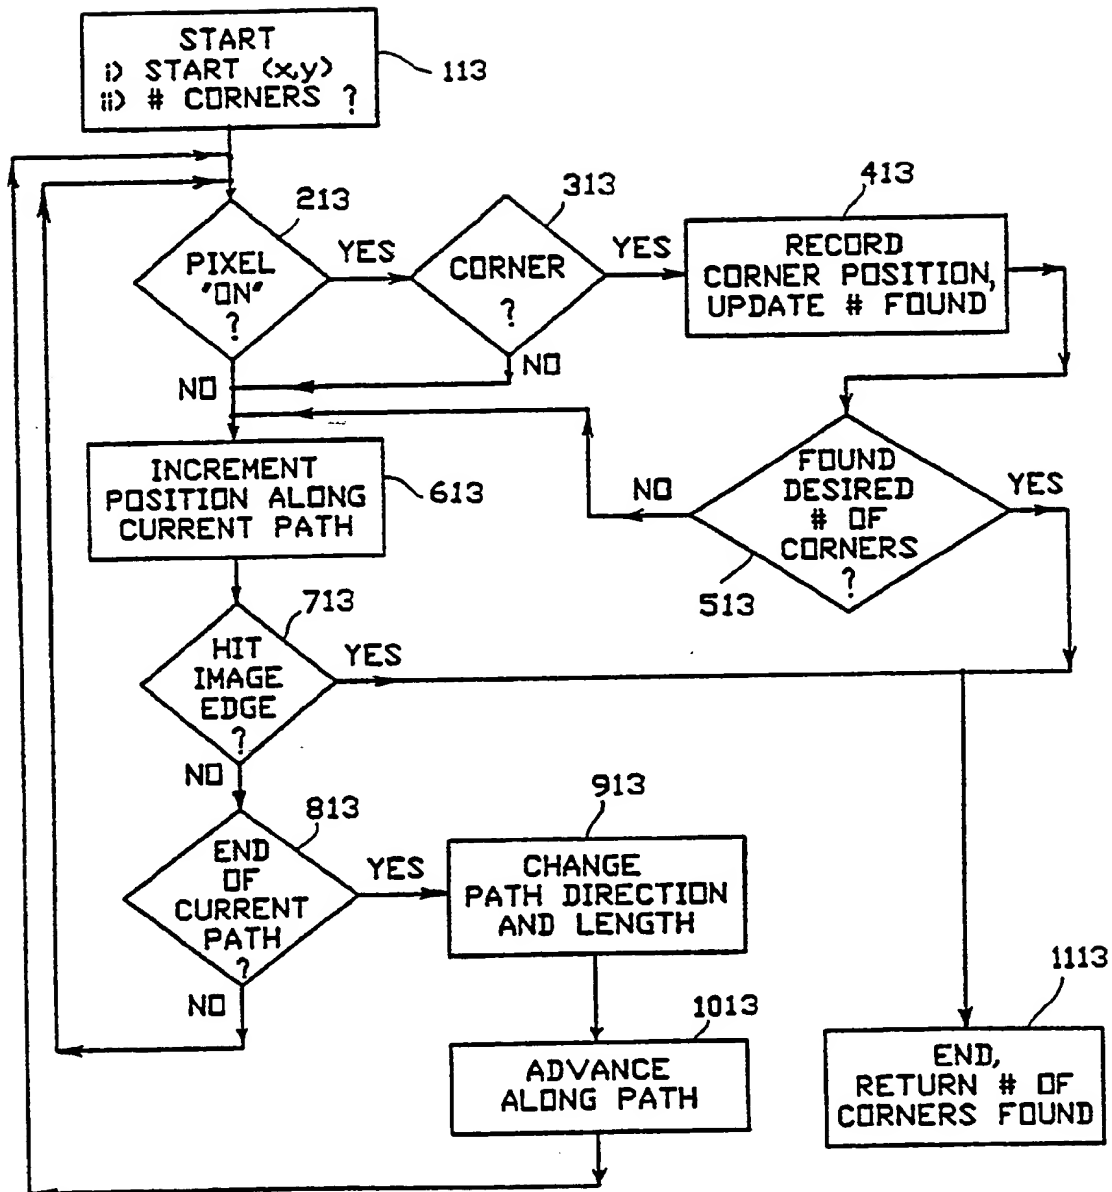 START
i) START (x,y)
ii) # CORNERS ?
113
213
PIXEL
"ON"
?
YES
NO
313
CORNER
?
YES
NO
413
RECORD
CORNER POSITION,
UPDATE # FOUND
FOUND
DESIRED
# OF
CORNERS
?
NO
YES
513
INCREMENT
POSITION ALONG
CURRENT PATH
613
713
HIT
IMAGE
EDGE
?
YES
NO
813
END
OF
CURRENT
PATH
?
YES
NO
913
CHANGE
PATH DIRECTION
AND LENGTH
1013
ADVANCE
ALONG PATH
1113
END,
RETURN # OF
CORNERS FOUND